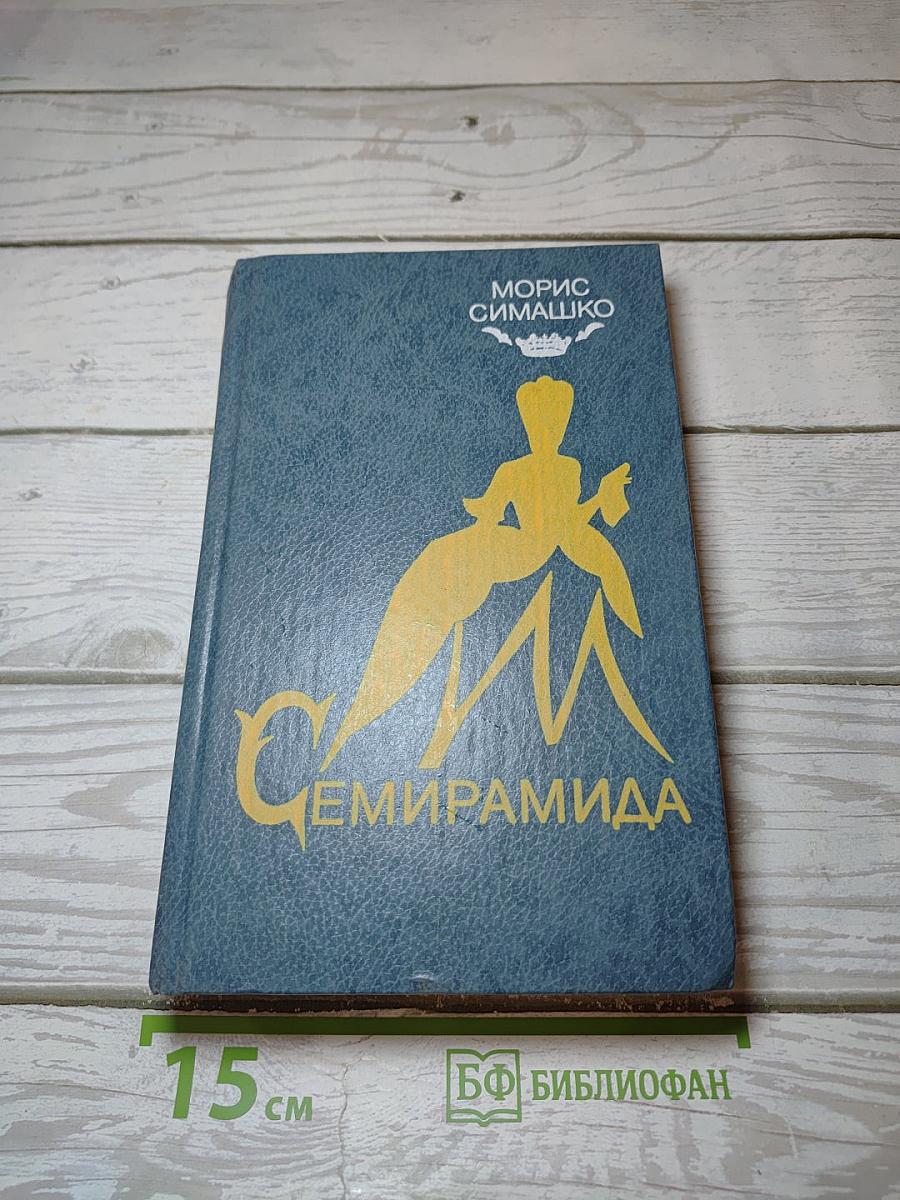 МОРИС
СИМАШКО
СЕМИРАМИДА
15 см
БФ БИБЛИОФАН